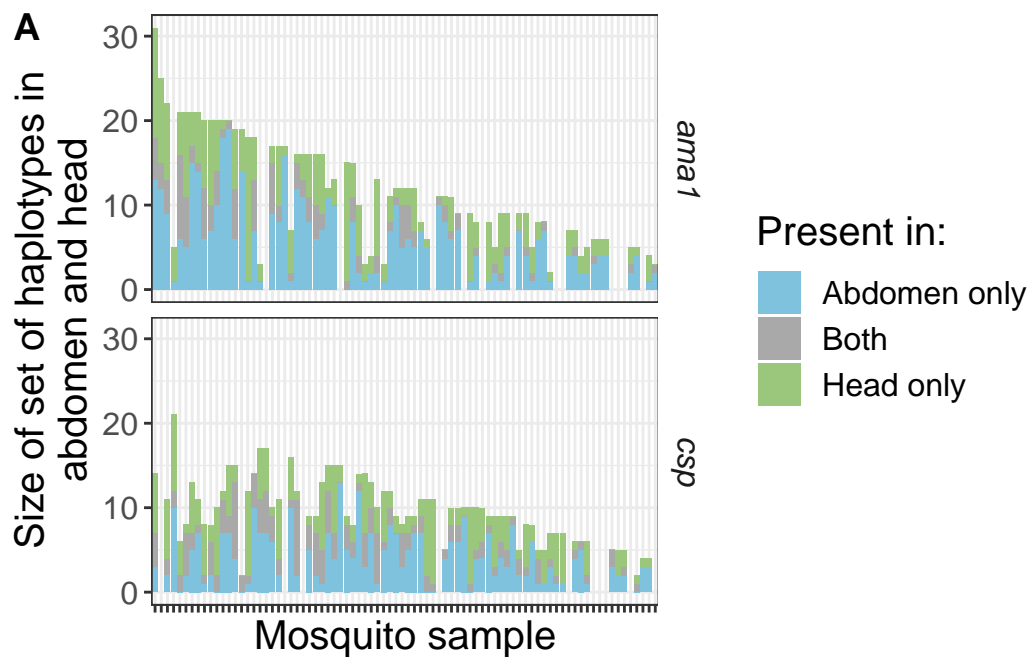 A
Size of set of haplotypes in
abdomen and head
30
20
10
0
ama1
30
20
10
0
csp
Mosquito sample
Present in:
Abdomen only
Both
Head only